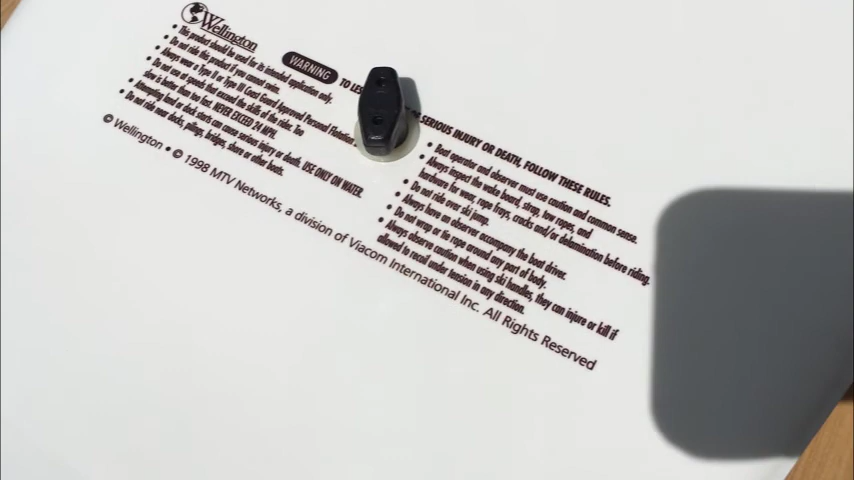 Wellington
WARNING TO LES SERIOUS INJURY OR DEATH, FOLLOW THESE RULES.
• This product should be used for its intended application only.
• Do not ride this product if you cannot swim.
• Always wear a Type II or Type III Coast Guard Approved Personal Flotation
• Do not use at speeds that exceed the skills of the rider. Too
slow is better than too fast. NEVER EXCEED 24 MPH.
• Attempting land or dock starts can cause serious injury or death. USE ONLY ON WATER.
• Do not ride near docks, pilings, bridges, shore or other boats.
• Boat operator and observer must use caution and common sense.
• Always inspect the wake board, strap, tow ropes, and
hardware for wear, rope frays, cracks and/or delamination before riding.
• Do not ride over ski jump.
• Always have an observer accompany the boat driver.
• Do not wrap or tie rope around any part of body.
• Always observe caution when using ski handles, they can injure or kill if
allowed to recoil under tension in any direction.
© Wellington • © 1998 MTV Networks, a division of Viacom International Inc. All Rights Reserved